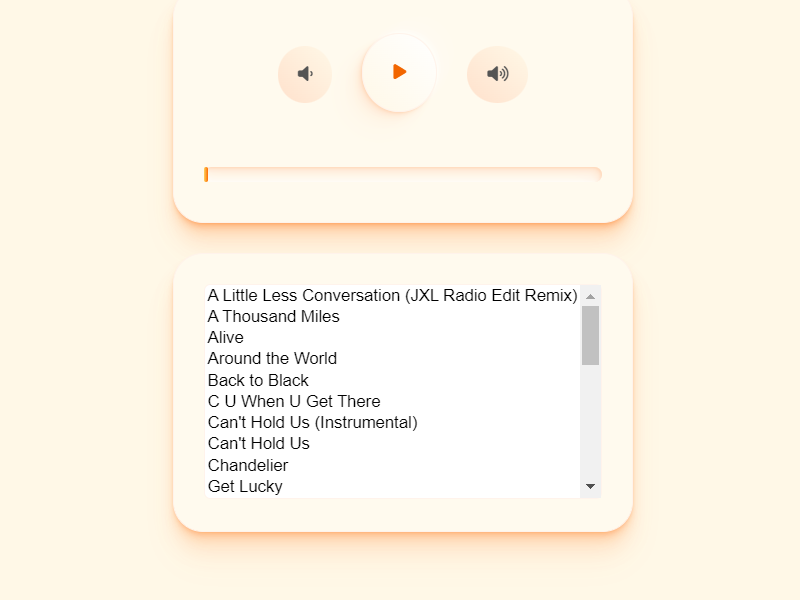 A Little Less Conversation (JXL Radio Edit Remix)
A Thousand Miles
Alive
Around the World
Back to Black
C U When U Get There
Can't Hold Us (Instrumental)
Can't Hold Us
Chandelier
Get Lucky